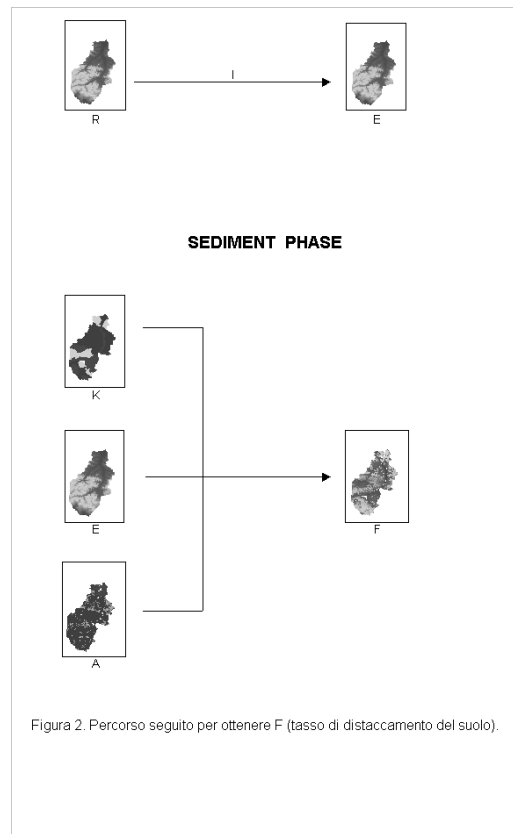 I
R
E
SEDIMENT PHASE
K
E
F
A
Figura 2. Percorso seguito per ottenere F (tasso di distaccamento del suolo).